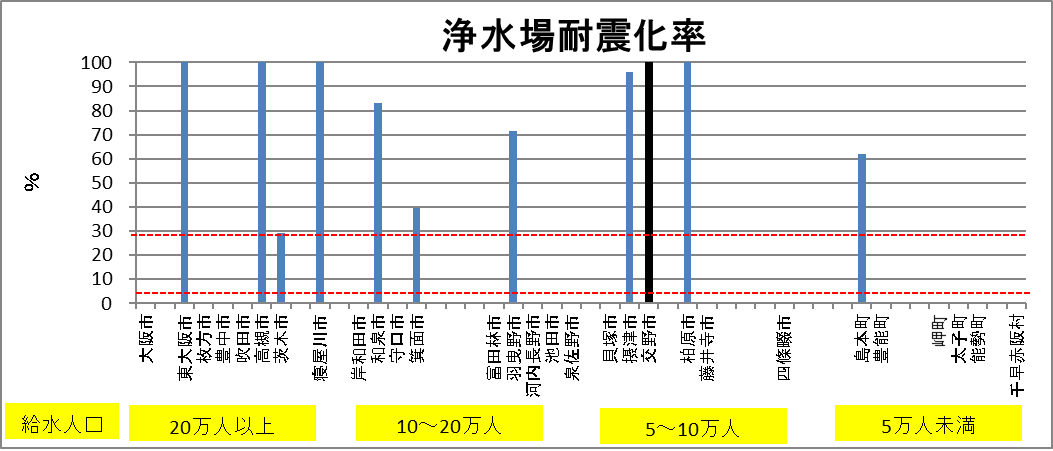 浄水場耐震化率
100
90
80
70
60
50
40
30
20
10
0
%
大阪市
東大阪市
枚方市
豊中市
吹田市
高槻市
茨木市
寝屋川市
岸和田市
和泉市
守口市
箕面市
富田林市
羽曳野市
河内長野市
池田市
泉佐野市
貝塚市
摂津市
交野市
柏原市
藤井寺市
四條畷市
島本町
豊能町
岬町
太子町
能勢町
千早赤阪村
給水人口
20万人以上
10～20万人
5～10万人
5万人未満